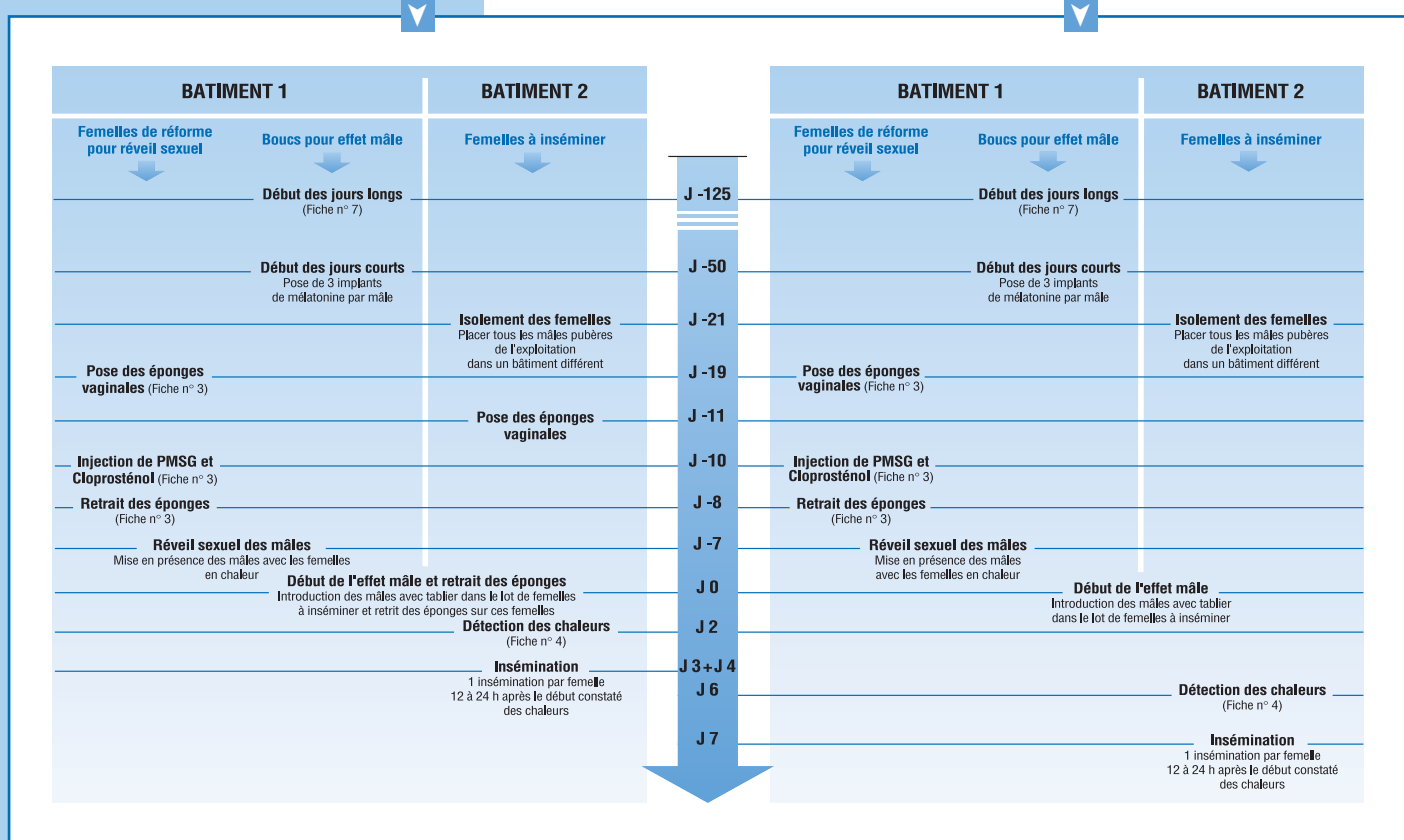 BATIMENT 1
BATIMENT 2
Femelles de réforme
pour réveil sexuel
Boucs pour effet mâle
Femelles à inséminer
Début des jours longs
(Fiche n° 7)
Début des jours courts
Pose de 3 implants
de mélatonine par mâle
Isolement des femelles
Placer tous les mâles pubères
de l'exploitation
dans un bâtiment différent
Pose des éponges
vaginales (Fiche n° 3)
Pose des éponges
vaginales
Injection de PMSG et
Cloprosténol (Fiche n° 3)
Retrait des éponges
(Fiche n° 3)
Réveil sexuel des mâles
Mise en présence des mâles avec les femelles
en chaleur
Début de l'effet mâle et retrait des éponges
Introduction des mâles avec tablier dans le lot de femelles
à inséminer et retrit des éponges sur ces femelles
Détection des chaleurs
(Fiche n° 4)
Insémination
1 insémination par femelle
12 à 24 h après le début constaté
des chaleurs
J -125
J -50
J -21
J -19
J -11
J -10
J -8
J -7
J 0
J 2
J 3+J 4
J 6
J 7
BATIMENT 1
BATIMENT 2
Femelles de réforme
pour réveil sexuel
Boucs pour effet mâle
Femelles à inséminer
Début des jours longs
(Fiche n° 7)
Début des jours courts
Pose de 3 implants
de mélatonine par mâle
Isolement des femelles
Placer tous les mâles pubères
de l'exploitation
dans un bâtiment différent
Pose des éponges
vaginales (Fiche n° 3)
Injection de PMSG et
Cloprosténol (Fiche n° 3)
Retrait des éponges
(Fiche n° 3)
Réveil sexuel des mâles
Mise en présence des mâles
avec les femelles en chaleur
Début de l'effet mâle
Introduction des mâles avec tablier
dans le lot de femelles à inséminer
Détection des chaleurs
(Fiche n° 4)
Insémination
1 insémination par femelle
12 à 24 h après le début constaté
des chaleurs